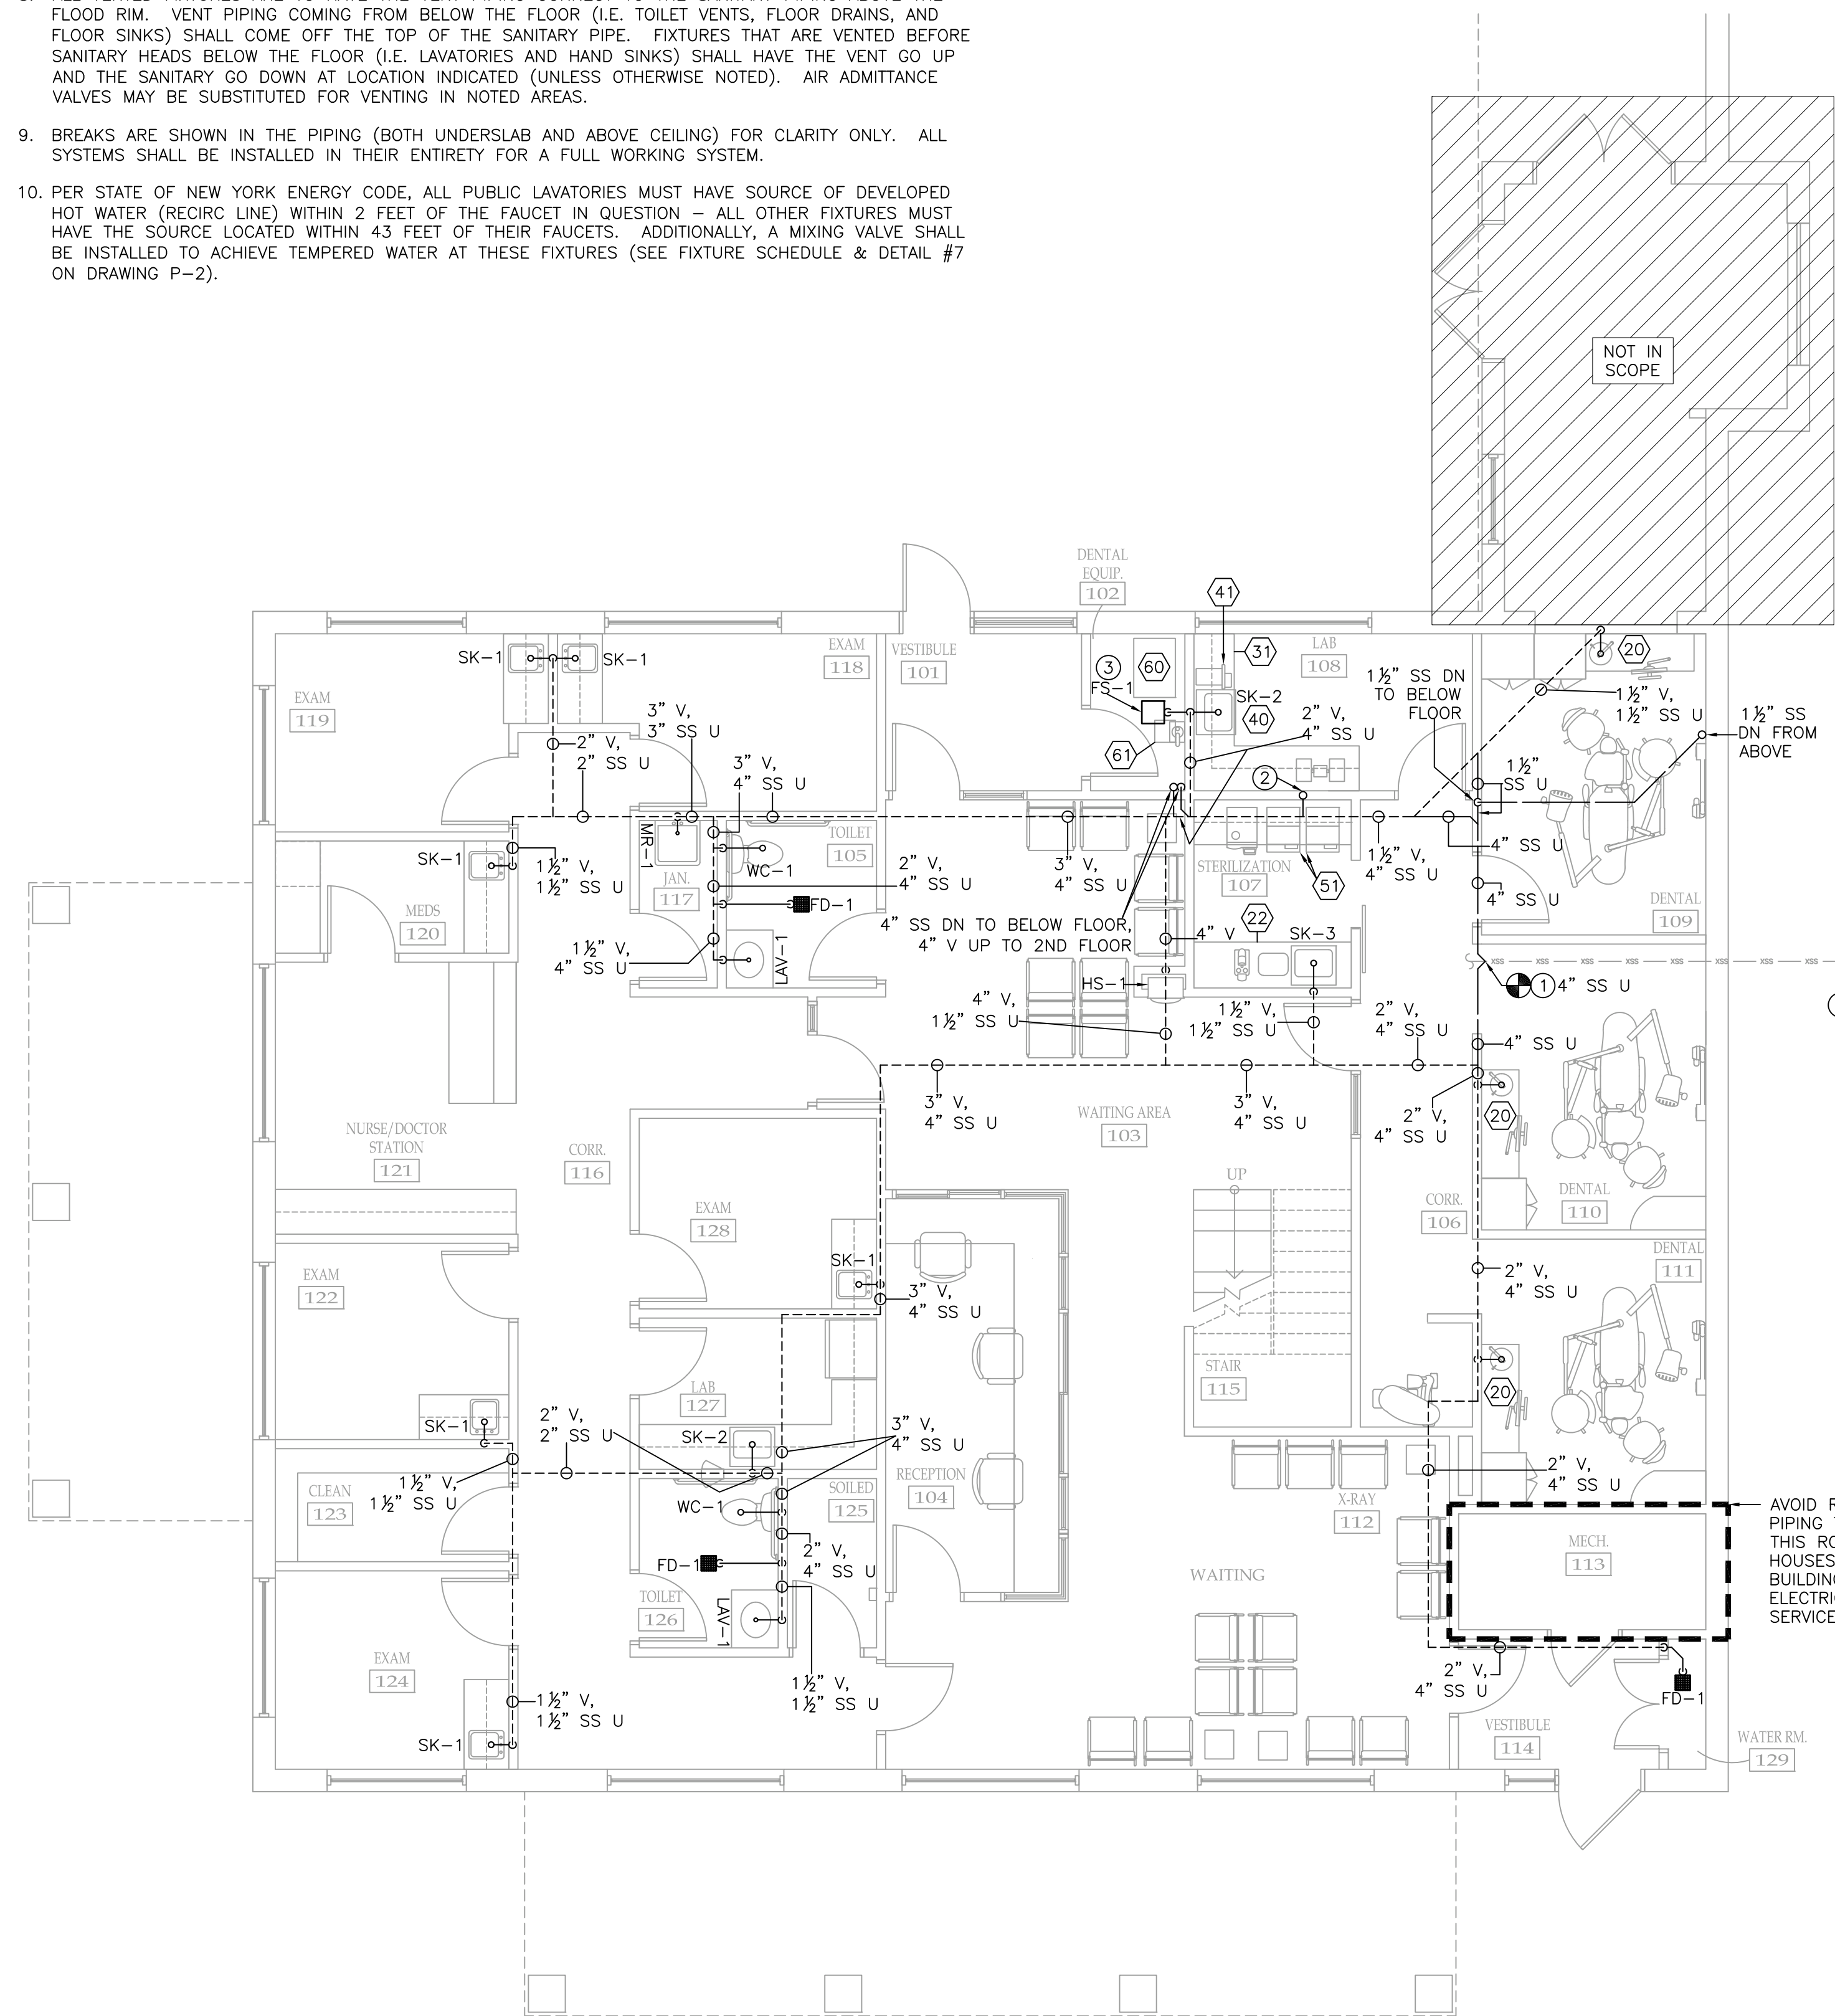 FLOOD RIM. VENT PIPING COMING FROM BELOW THE FLOOR (I.E. TOILET VENTS, FLOOR DRAINS, AND
FLOOR SINKS) SHALL COME OFF THE TOP OF THE SANITARY PIPE. FIXTURES THAT ARE VENTED BEFORE
SANITARY HEADS BELOW THE FLOOR (I.E. LAVATORIES AND HAND SINKS) SHALL HAVE THE VENT GO UP
AND THE SANITARY GO DOWN AT LOCATION INDICATED (UNLESS OTHERWISE NOTED). AIR ADMITTANCE
VALVES MAY BE SUBSTITUTED FOR VENTING IN NOTED AREAS.
9. BREAKS ARE SHOWN IN THE PIPING (BOTH UNDERSLAB AND ABOVE CEILING) FOR CLARITY ONLY. ALL
SYSTEMS SHALL BE INSTALLED IN THEIR ENTIRETY FOR A FULL WORKING SYSTEM.
10. PER STATE OF NEW YORK ENERGY CODE, ALL PUBLIC LAVATORIES MUST HAVE SOURCE OF DEVELOPED
HOT WATER (RECIRC LINE) WITHIN 2 FEET OF THE FAUCET IN QUESTION – ALL OTHER FIXTURES MUST
HAVE THE SOURCE LOCATED WITHIN 43 FEET OF THEIR FAUCETS. ADDITIONALLY, A MIXING VALVE SHALL
BE INSTALLED TO ACHIEVE TEMPERED WATER AT THESE FIXTURES (SEE FIXTURE SCHEDULE & DETAIL #7
ON DRAWING P–2).
NOT IN
SCOPE
DENTAL
EQUIP.
102
41
SK–1
SK–1
EXAM
118
VESTIBULE
101
3
60
FS–1
31
LAB
108
20
EXAM
119
SK–2
40
61
1½" SS DN
TO BELOW
FLOOR
1½" V,
1½" SS U
1½" SS
DN FROM
ABOVE
3" V,
3" SS U
2" V,
2" SS U
3" V,
4" SS U
2" V,
4" SS U
2
1½"
SS U
SK–1
1½" V,
1½" SS U
MR–1
WC–1
TOILET
105
JAN.
117
2" V,
4" SS U
3" V,
4" SS U
STERILIZATION
107
1½" V,
4" SS U
4" SS U
51
4" SS U
MEDS
120
FD–1
DENTAL
109
4" SS DN TO BELOW FLOOR,
4" V UP TO 2ND FLOOR
22
SK–3
4" V
1½" V,
4" SS U
LAV–1
XSS XSS XSS XSS XSS XSS XSS XSS
HS–1
1 4" SS U
4" V,
1½" SS U
1½" V,
1½" SS U
2" V,
4" SS U
4" SS U
3" V,
4" SS U
WAITING AREA
103
3" V,
4" SS U
2" V,
4" SS U
20
NURSE/DOCTOR
STATION
121
CORR.
116
UP
DENTAL
110
EXAM
128
CORR.
106
SK–1
DENTAL
111
EXAM
122
3" V,
4" SS U
2" V,
4" SS U
STAIR
115
LAB
127
20
SK–1
2" V,
2" SS U
SK–2
3" V,
4" SS U
1½" V,
1½" SS U
CLEAN
123
WC–1
SOILED
125
RECEPTION
104
2" V,
4" SS U
X-RAY
112
AVOID R
PIPING
THIS RO
HOUSES
BUILDING
ELECTRIC
SERVICE
MECH.
113
FD–1
2" V,
4" SS U
WAITING
TOILET
126
LAV–1
EXAM
124
1½" V,
1½" SS U
1½" V,
1½" SS U
2" V,
4" SS U
FD–1
SK–1
VESTIBULE
114
WATER RM.
129